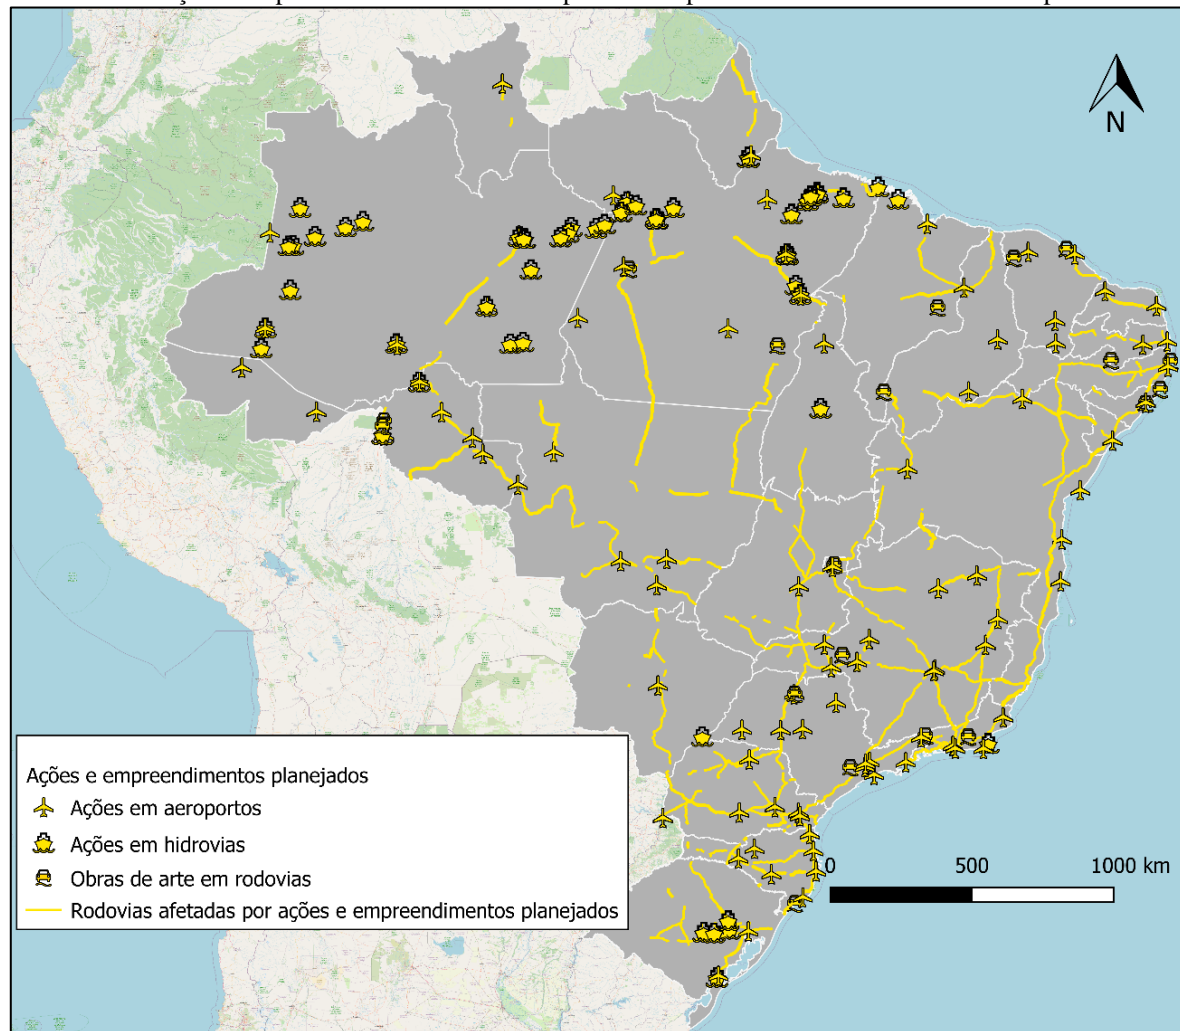 N
Ações e empreendimentos planejados
Ações em aeroportos
Ações em hidrovias
Obras de arte em rodovias
Rodovias afetadas por ações e empreendimentos planejados
0 500 1000 km